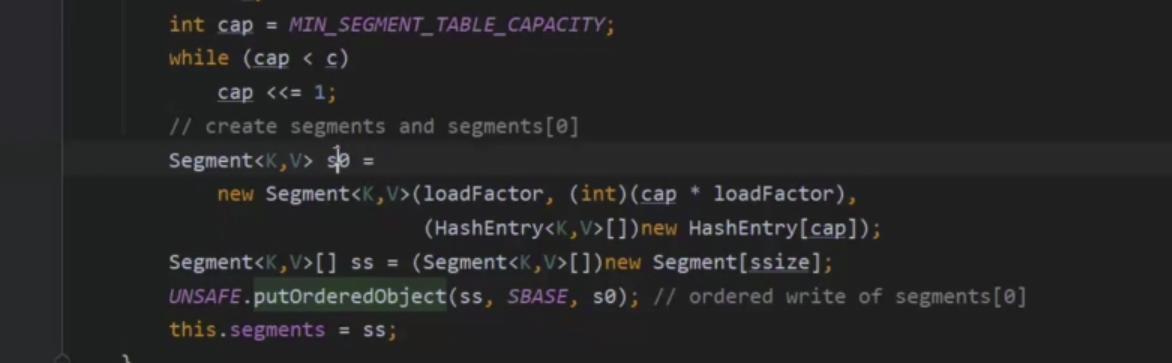 int cap = MIN_SEGMENT_TABLE_CAPACITY;
while (cap < c)
cap <<= 1;
// create segments and segments[0]
Segment<K,V> s0 =
new Segment<K,V>(loadFactor, (int)(cap * loadFactor),
(HashEntry<K,V>[])new HashEntry[cap]);
Segment<K,V>[] ss = (Segment<K,V>[])new Segment[ssize];
UNSAFE.putOrderedObject(ss, SBASE, s0); // ordered write of segments[0]
this.segments = ss;
}